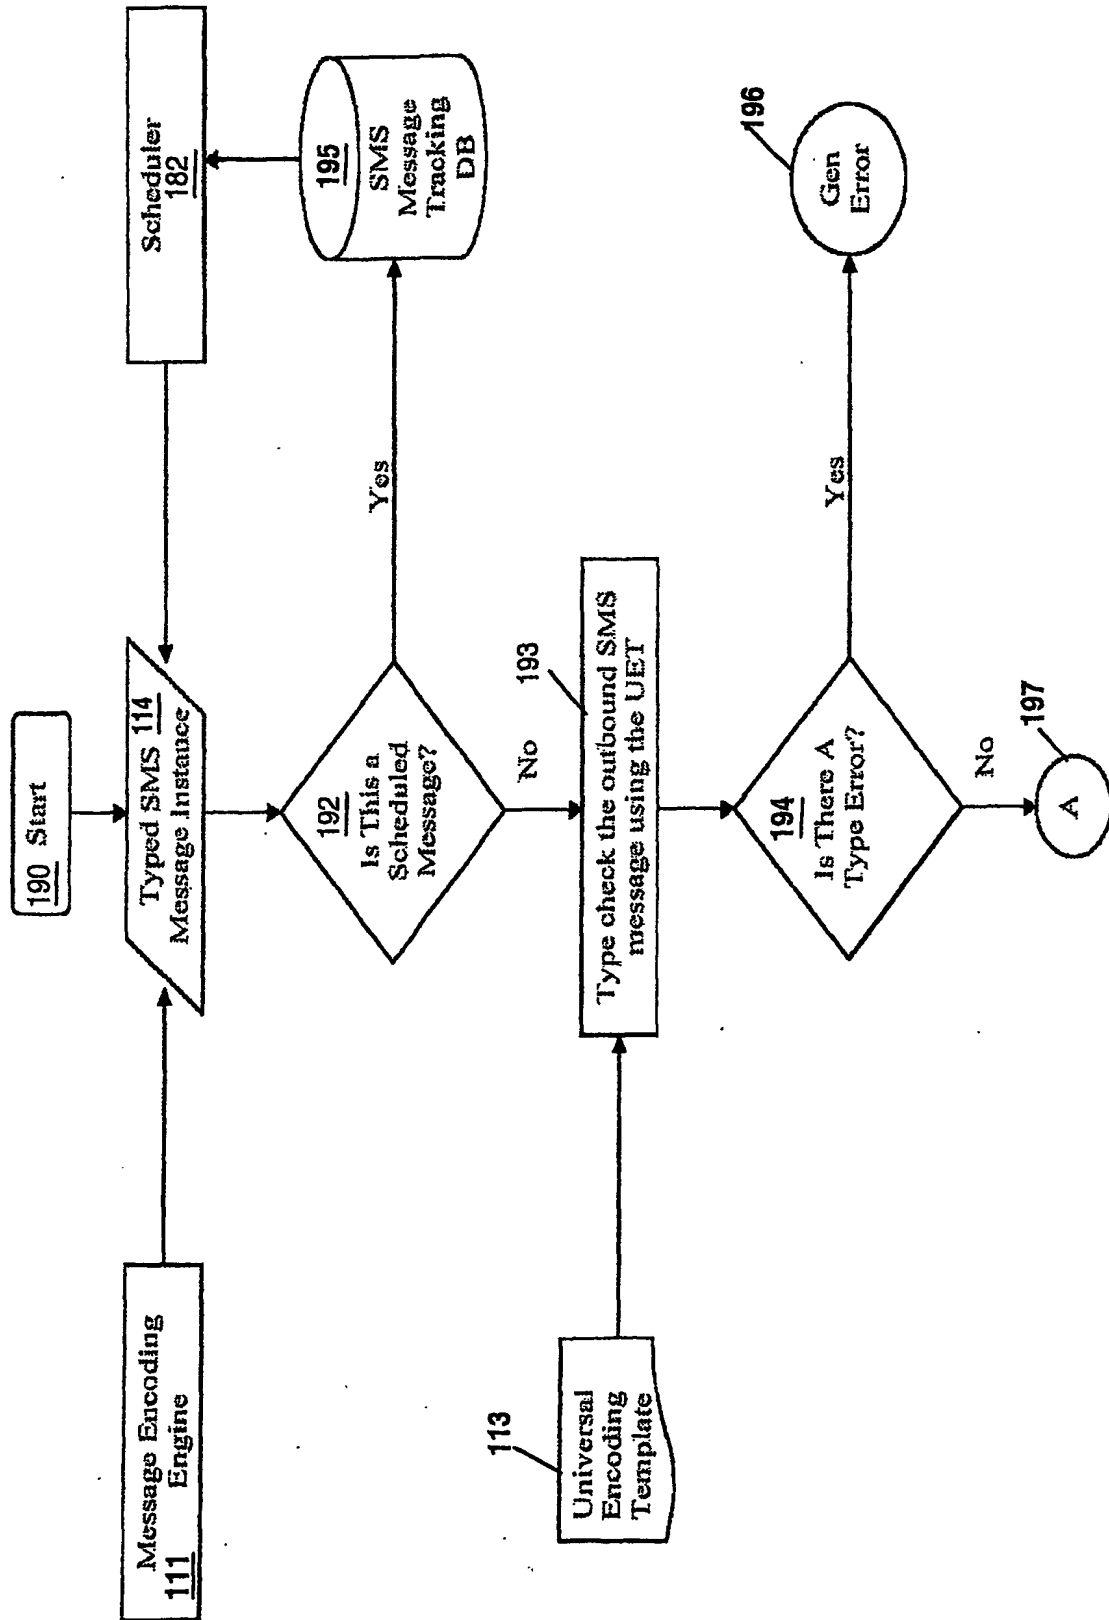 190 Start
Message Encoding
111 Engine
Typed SMS 114
Message Instance
Scheduler
182
192
Is This a
Scheduled
Message?
Yes
195
SMS
Message
Tracking
DB
No
113
Universal
Encoding
Template
193
Type check the outbound SMS
message using the UET
194
Is There A
Type Error?
Yes
196
Gen
Error
No
197
A